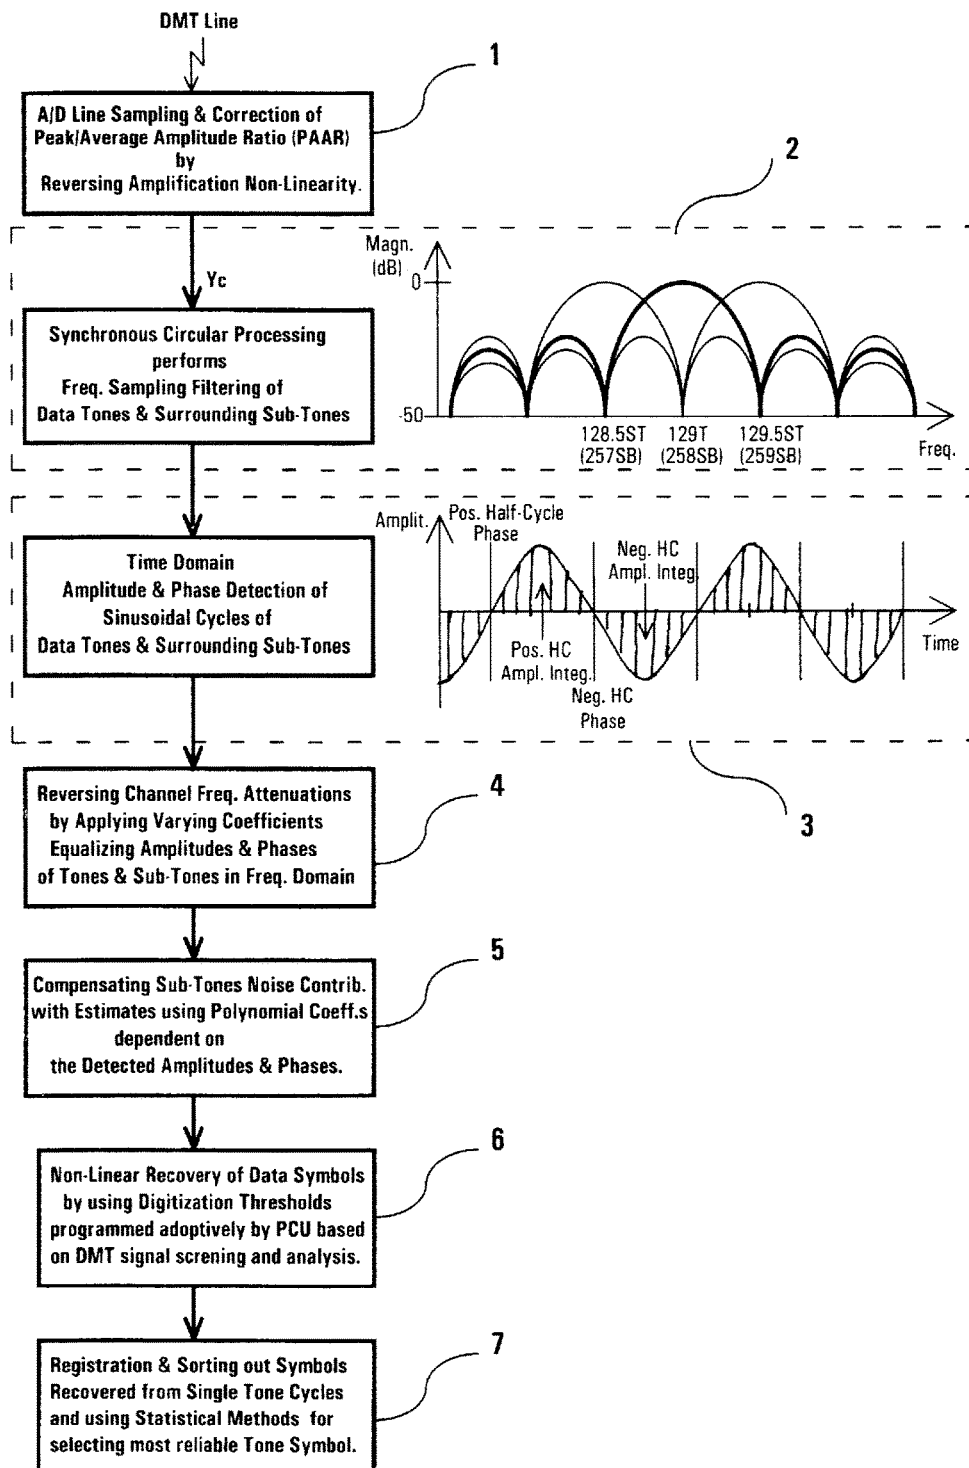 DMT Line
1
A/D Line Sampling & Correction of
Peak/Average Amplitude Ratio (PAAR)
by
Reversing Amplification Non-Linearity.
2
Yc
Synchronous Circular Processing
performs
Freq. Sampling Filtering of
Data Tones & Surrounding Sub-Tones
Magn.
(dB)
0
-50
128.5ST
(257SB)
129T
(258SB)
129.5ST
(259SB)
Freq.
Time Domain
Amplitude & Phase Detection of
Sinusoidal Cycles of
Data Tones & Surrounding Sub-Tones
Amplit.
Pos. Half-Cycle
Phase
Neg. HC
Ampl. Integ.
Pos. HC
Ampl. Integ.
Neg. HC
Phase
Time
3
Reversing Channel Freq. Attenuations
by Applying Varying Coefficients
Equalizing Amplitudes & Phases
of Tones & Sub-Tones in Freq. Domain
4
Compensating Sub-Tones Noise Contrib.
with Estimates using Polynomial Coeff.s
dependent on
the Detected Amplitudes & Phases.
5
Non-Linear Recovery of Data Symbols
by using Digitization Thresholds
programmed adoptively by PCU based
on DMT signal screning and analysis.
6
Registration & Sorting out Symbols
Recovered from Single Tone Cycles
and using Statistical Methods for
selecting most reliable Tone Symbol.
7